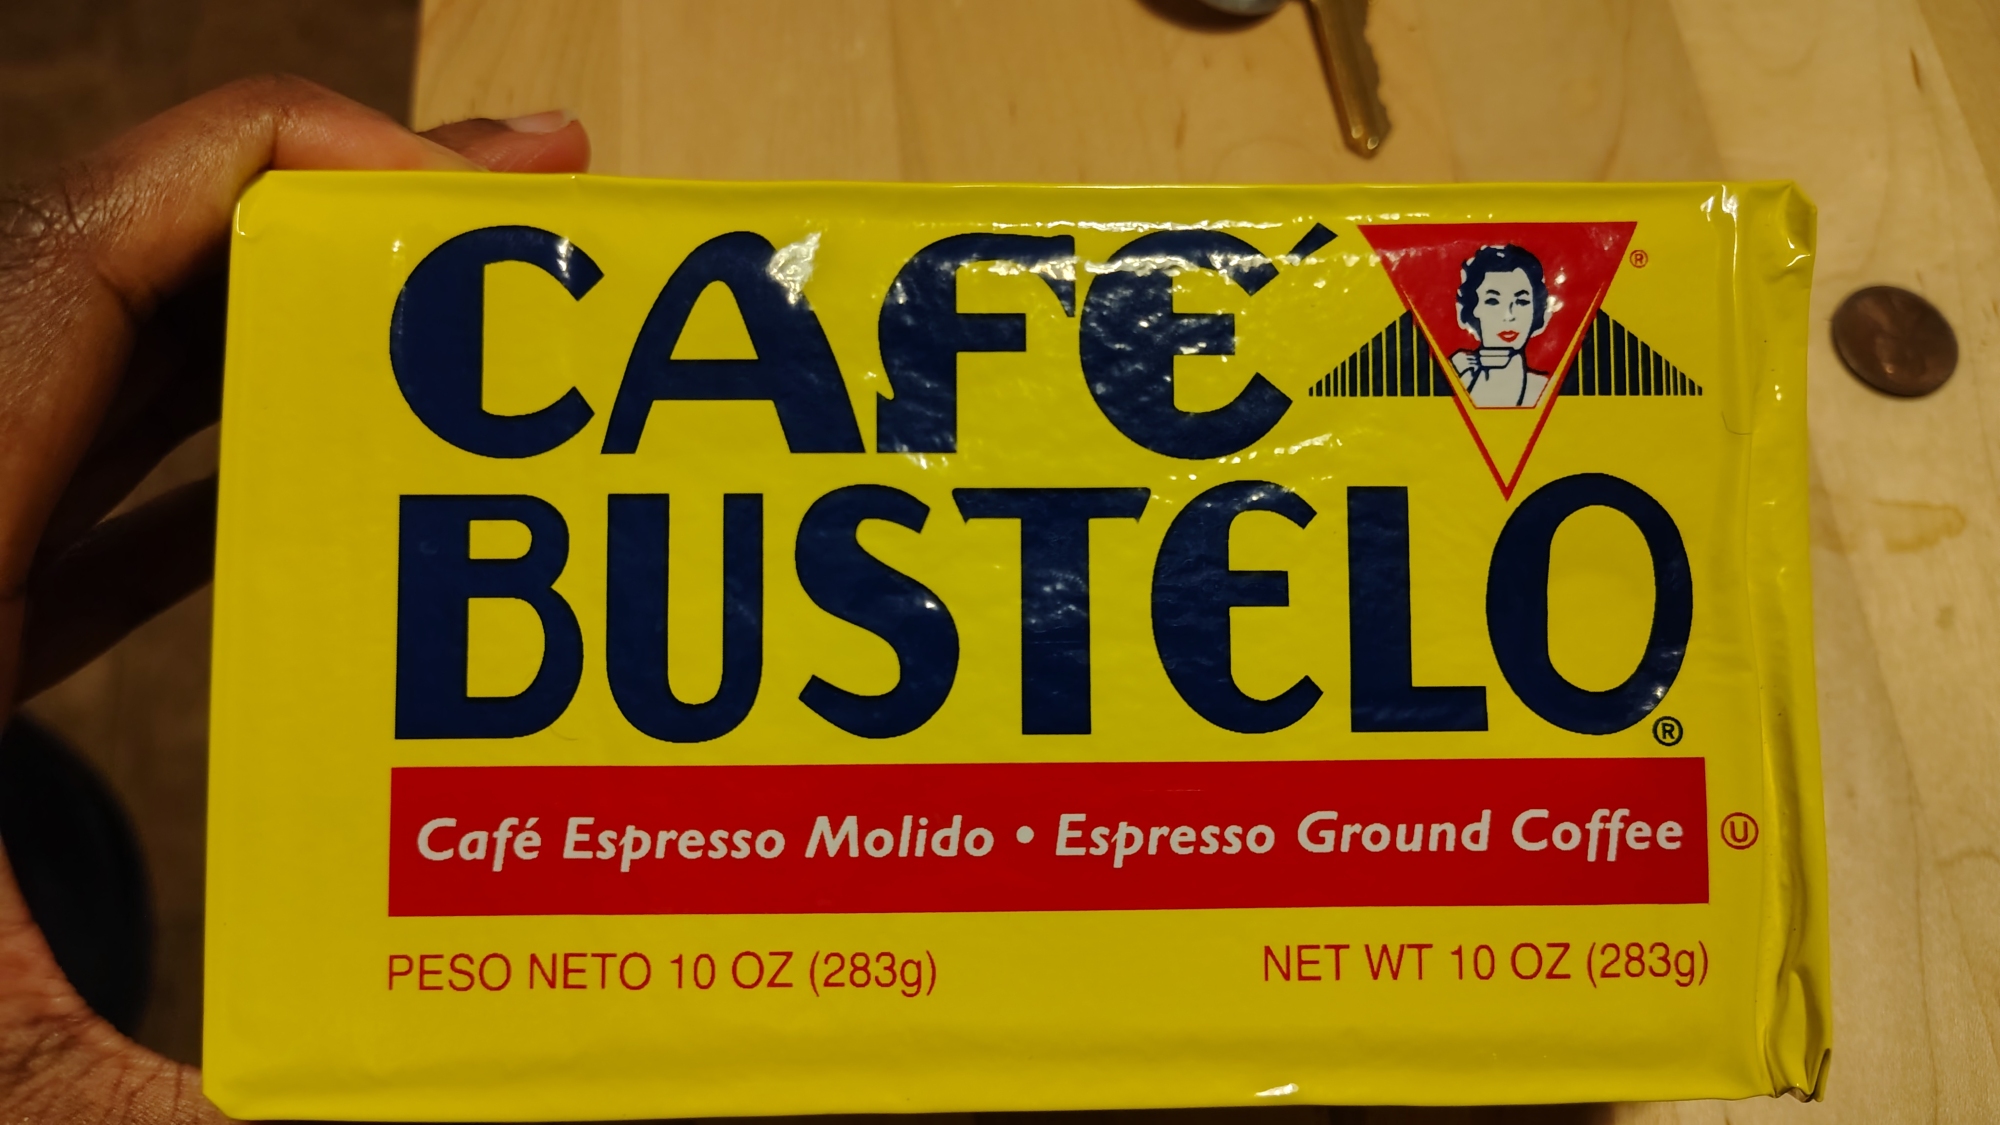 CAFÉ
®
BUSTELO®
Café Espresso Molido • Espresso Ground Coffee
U
PESO NETO 10 OZ (283g)
NET WT 10 OZ (283g)